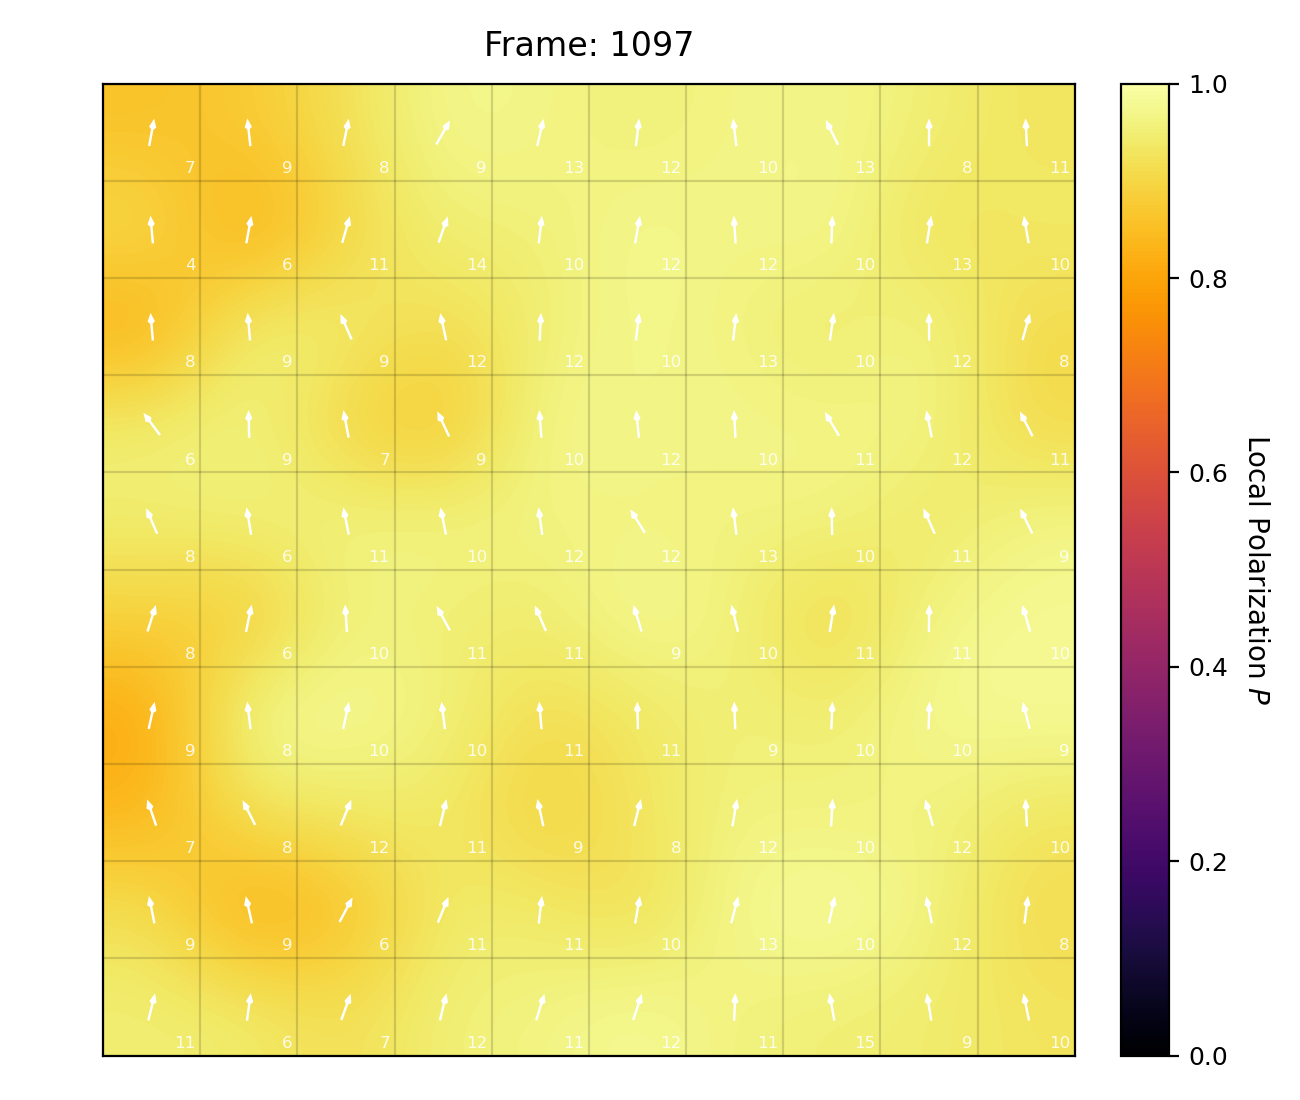 Frame: 1097
7 9 8 9 13 12 10 13 8 11
4 6 11 14 10 12 12 10 13 10
8 9 9 12 12 10 13 10 12 8
6 9 7 9 10 12 10 11 12 11
8 6 11 10 12 12 13 10 11 9
8 6 10 11 11 9 10 11 11 10
9 8 10 10 11 11 9 10 10 9
7 8 12 11 9 8 12 10 12 10
9 9 6 11 11 10 13 10 12 8
11 6 7 12 11 12 11 15 9 10
1.0
0.8
0.6
0.4
0.2
0.0
Local Polarization P